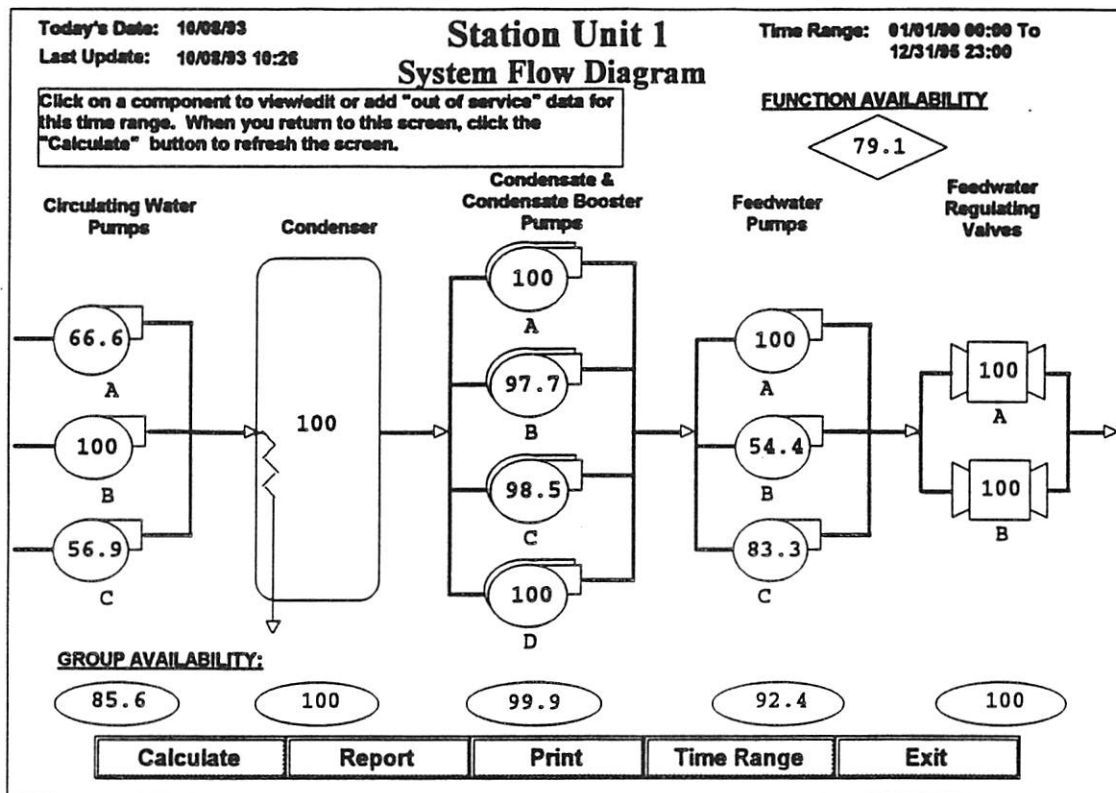 Today's Date: 10/08/93
Last Update: 10/08/93 10:26
Station Unit 1
System Flow Diagram
Time Range: 01/01/90 00:00 To
12/31/95 23:00
Click on a component to view/edit or add "out of service" data for
this time range. When you return to this screen, click the
"Calculate" button to refresh the screen.
FUNCTION AVAILABILITY
79.1
Circulating Water
Pumps
Condenser
Condensate &
Condensate Booster
Pumps
Feedwater
Pumps
Feedwater
Regulating
Valves
66.6
A
100
B
56.9
C
100
100
A
97.7
B
98.5
C
100
D
100
A
54.4
B
83.3
C
100
A
100
B
GROUP AVAILABILITY:
85.6
100
99.9
92.4
100
Calculate
Report
Print
Time Range
Exit